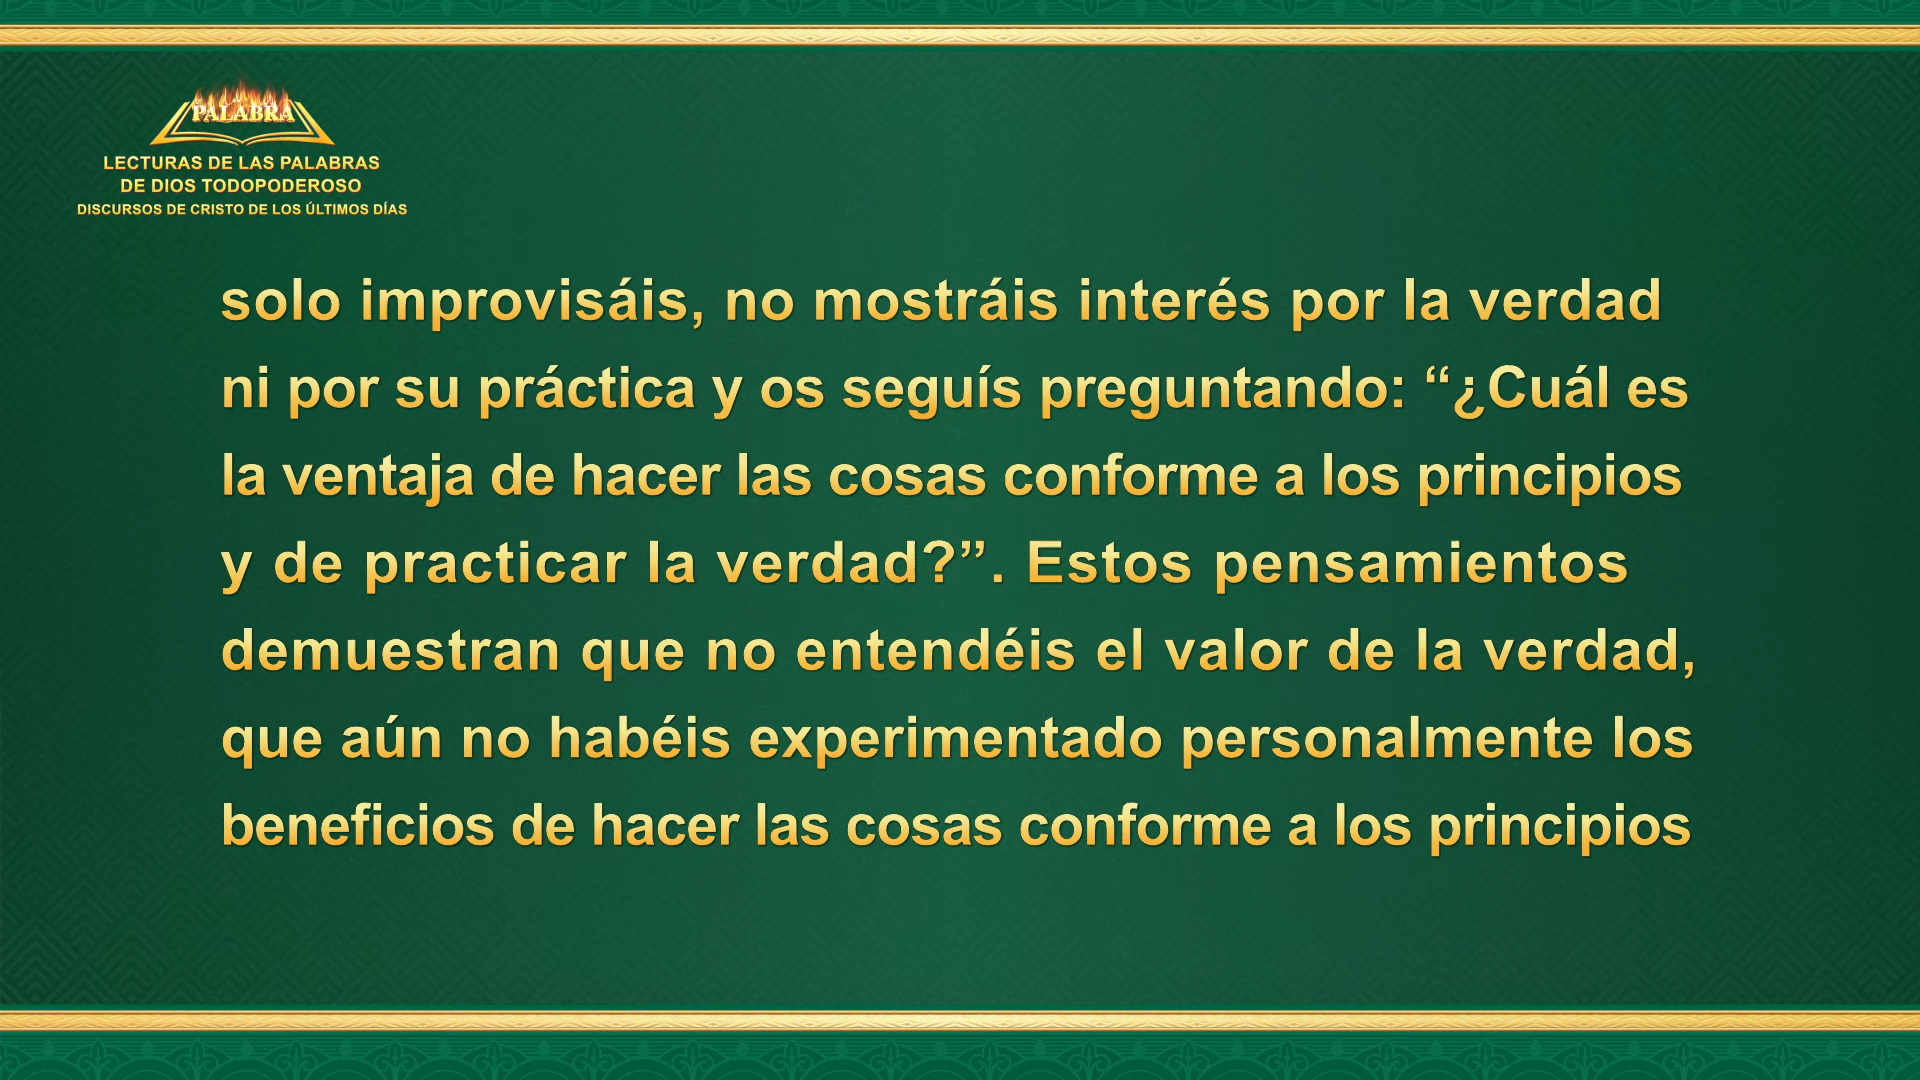 PALABRA
LECTURAS DE LAS PALABRAS
DE DIOS TODOPODEROSO
DISCURSOS DE CRISTO DE LOS ÚLTIMOS DÍAS
solo improvisáis, no mostráis interés por la verdad
ni por su práctica y os seguís preguntando: “¿Cuál es
la ventaja de hacer las cosas conforme a los principios
y de practicar la verdad?”. Estos pensamientos
demuestran que no entendéis el valor de la verdad,
que aún no habéis experimentado personalmente los
beneficios de hacer las cosas conforme a los principios